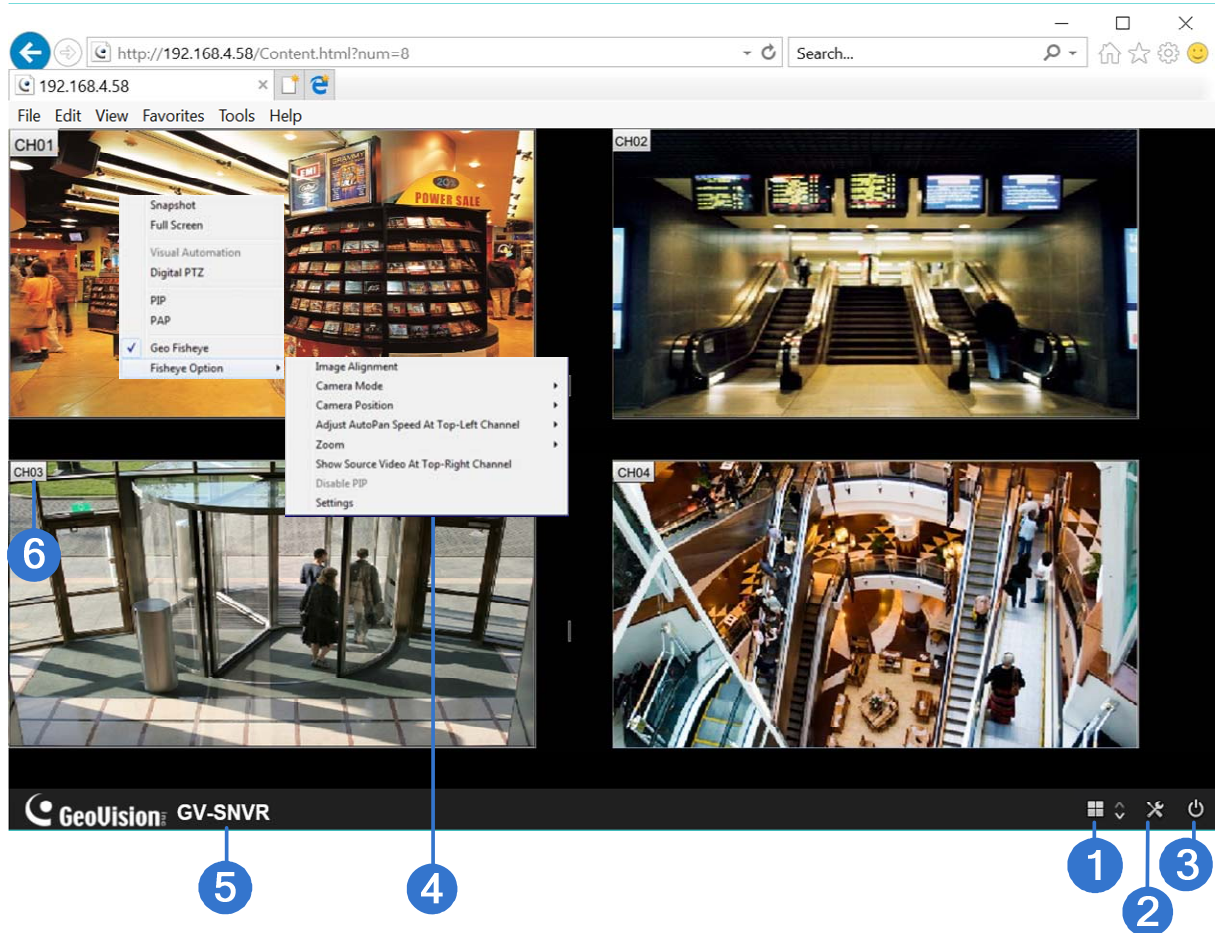 http://192.168.4.58/Content.html?num=8
Search...
192.168.4.58
File Edit View Favorites Tools Help
CH01
CH02
EMI
GRAMMY
20%
POWER SALE
Snapshot
Full Screen
Visual Automation
Digital PTZ
PIP
PAP
Geo Fisheye
Fisheye Option
Image Alignment
Camera Mode
Camera Position
Adjust AutoPan Speed At Top-Left Channel
Zoom
Show Source Video At Top-Right Channel
Disable PIP
Settings
CH03
CH04
6
GeoVision GV-SNVR
1
2
3
4
5